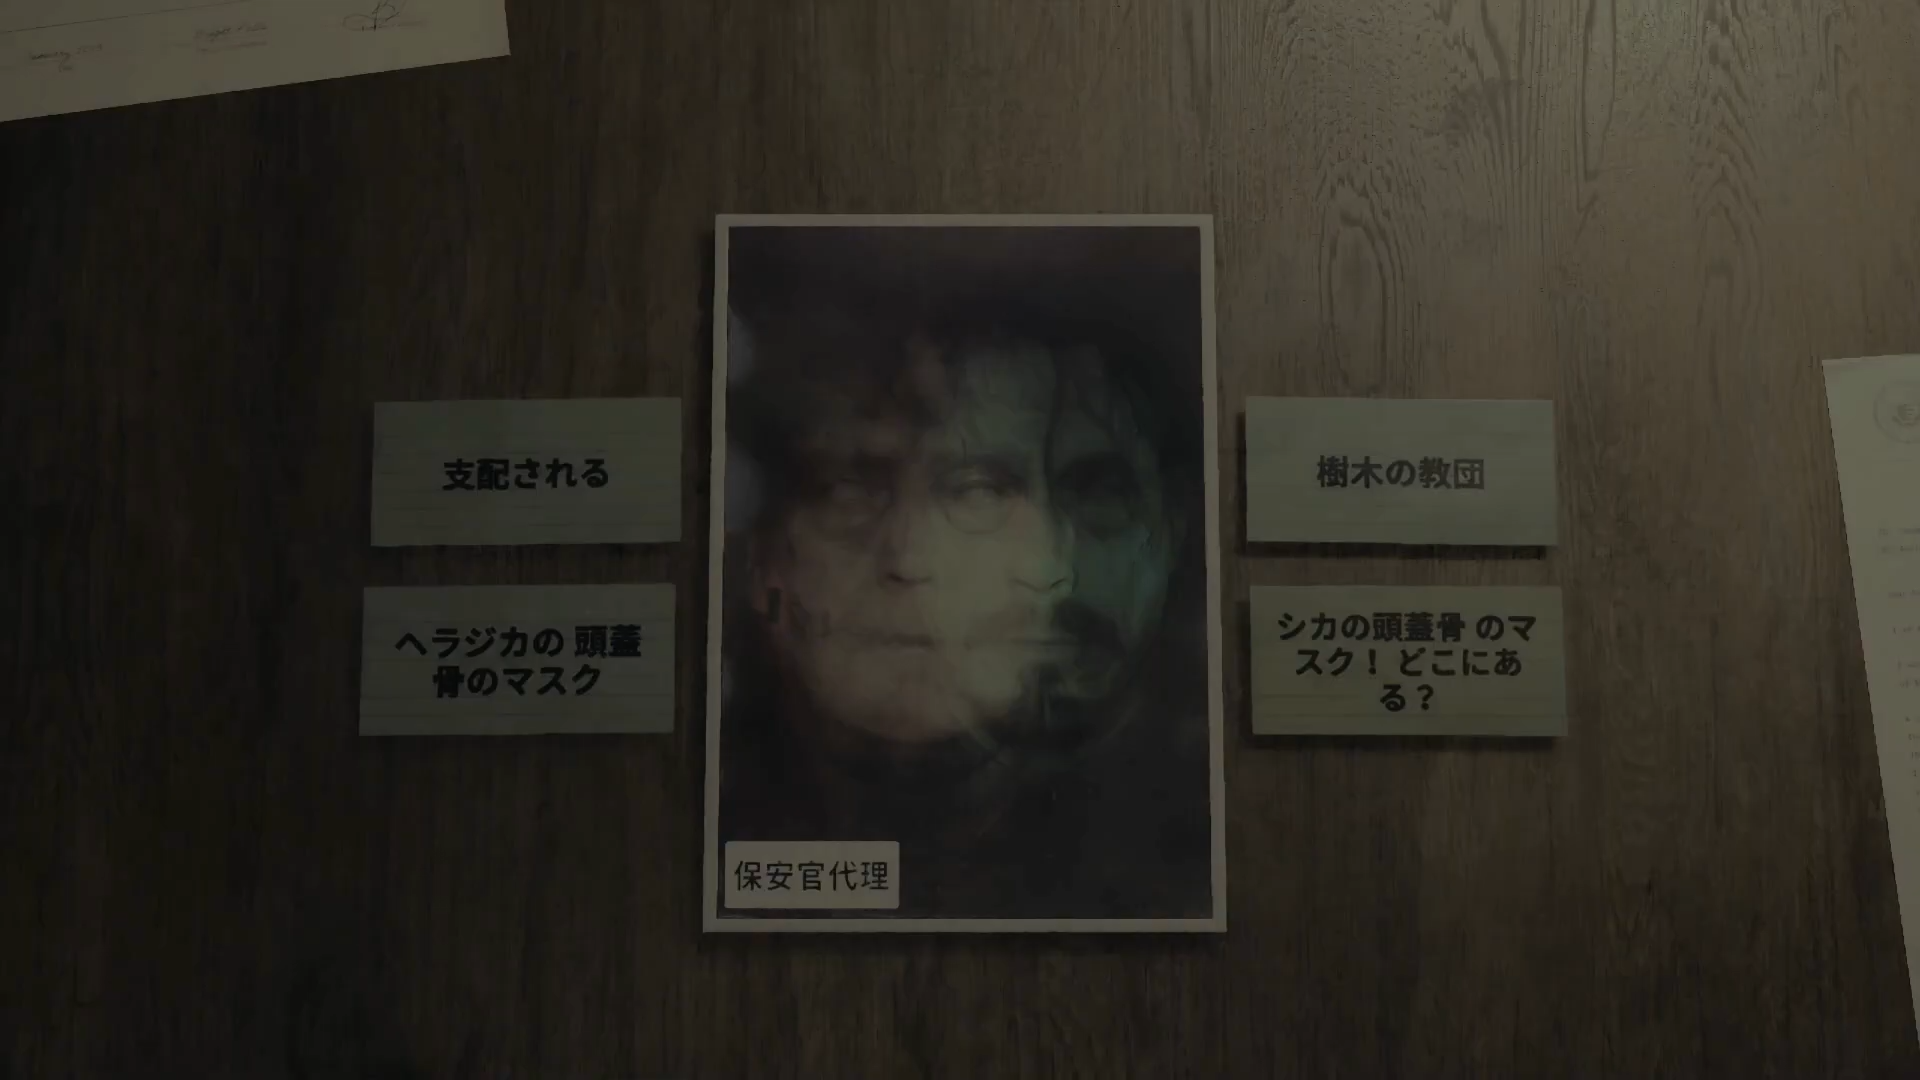 支配される
ヘラジカの 頭蓋
骨のマスク
樹木の教団
シカの頭蓋骨 のマ
スク！ どこにあ
る？
保安官代理